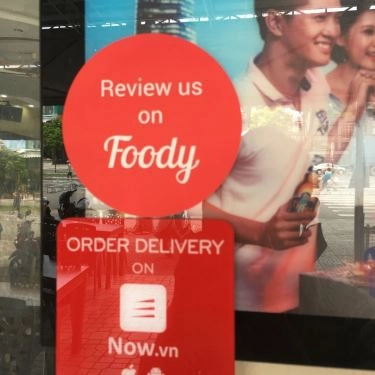 Review us
on
Foody
ORDER DELIVERY
ON
Now.vn